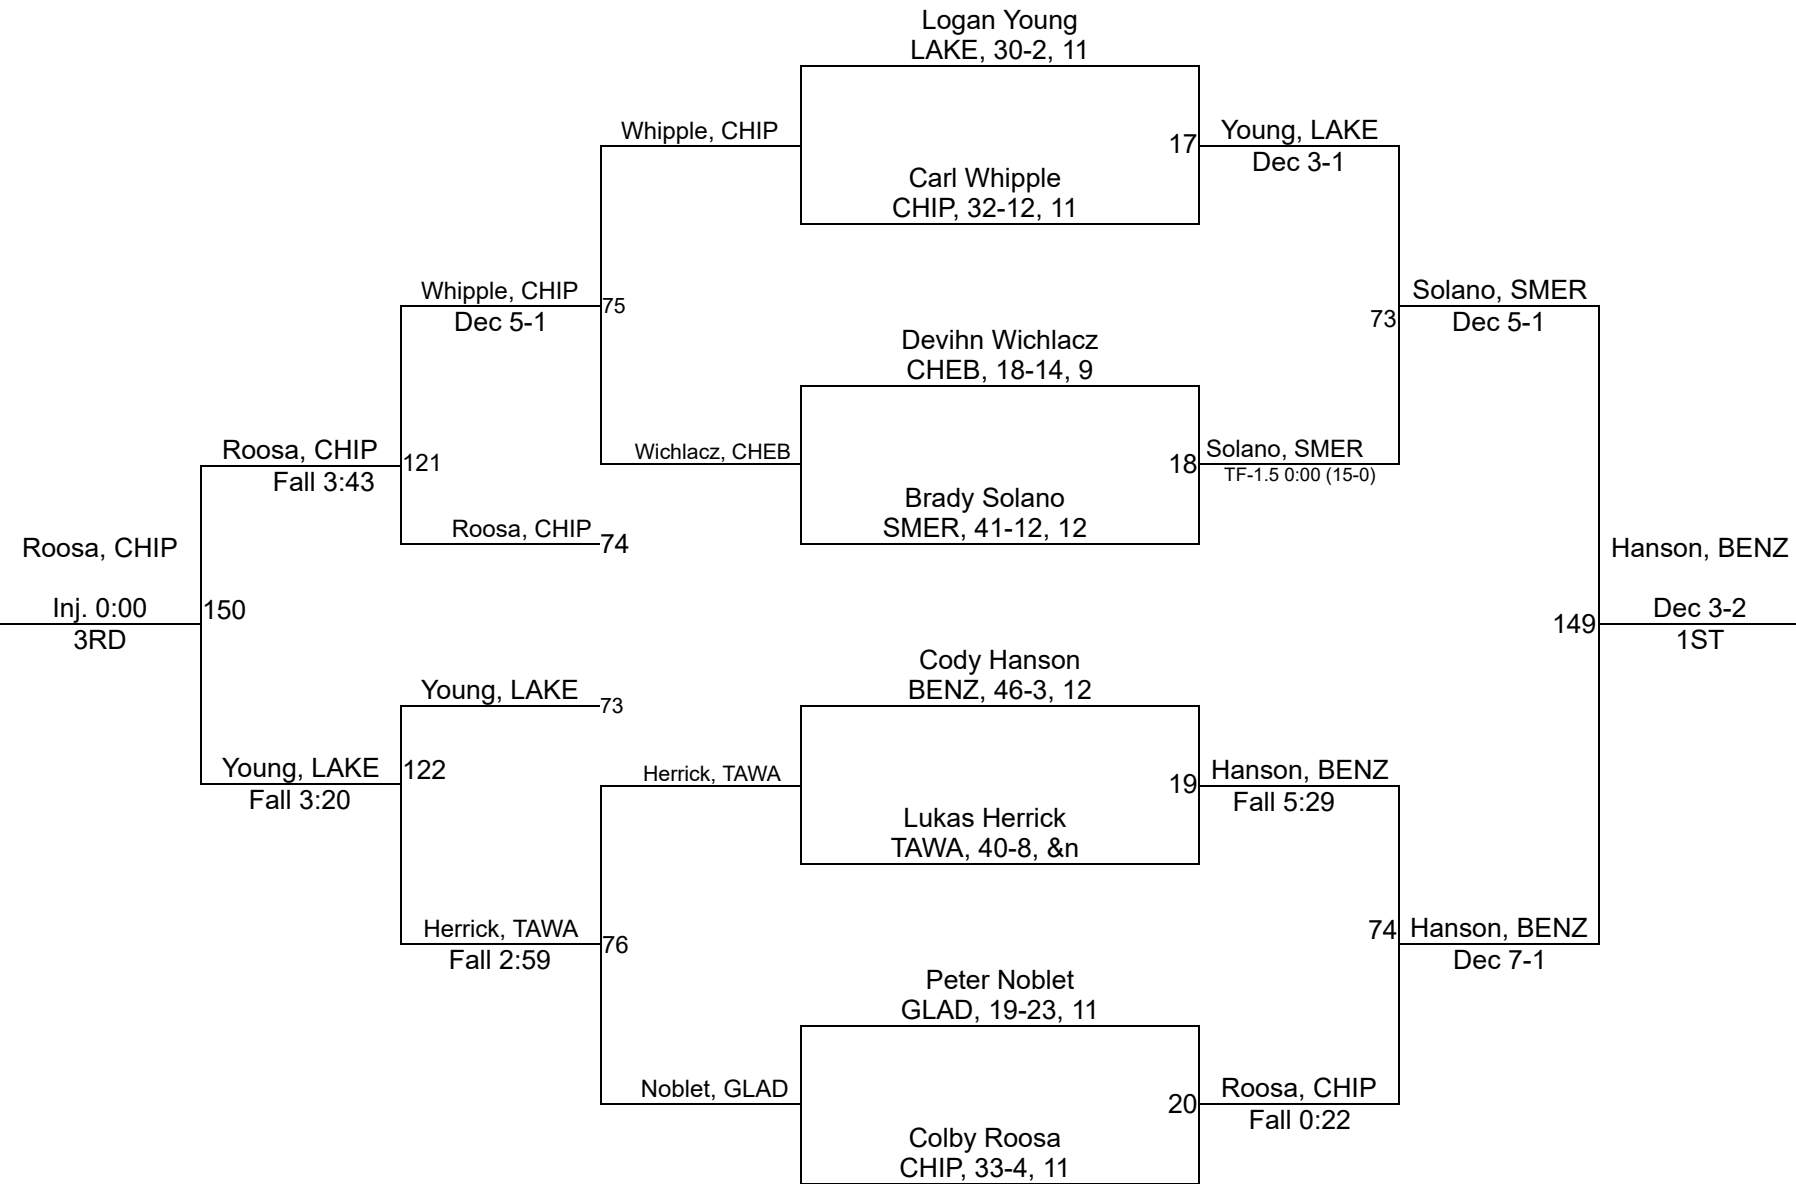 Logan Young
LAKE, 30-2, 11
Whipple, CHIP
17
Young, LAKE
Dec 3-1
Carl Whipple
CHIP, 32-12, 11
Whipple, CHIP
Dec 5-1
75
73
Solano, SMER
Dec 5-1
Devihn Wichlacz
CHEB, 18-14, 9
Roosa, CHIP
Fall 3:43
121
Wichlacz, CHEB
18
Solano, SMER
TF-1.5 0:00 (15-0)
Brady Solano
SMER, 41-12, 12
Roosa, CHIP
74
Roosa, CHIP
Inj. 0:00
3RD
150
Hanson, BENZ
149
Dec 3-2
1ST
Cody Hanson
BENZ, 46-3, 12
Young, LAKE
73
Young, LAKE
Fall 3:20
122
Herrick, TAWA
19
Hanson, BENZ
Fall 5:29
Lukas Herrick
TAWA, 40-8, &n
Herrick, TAWA
Fall 2:59
76
74
Hanson, BENZ
Dec 7-1
Peter Noblet
GLAD, 19-23, 11
Noblet, GLAD
20
Roosa, CHIP
Fall 0:22
Colby Roosa
CHIP, 33-4, 11